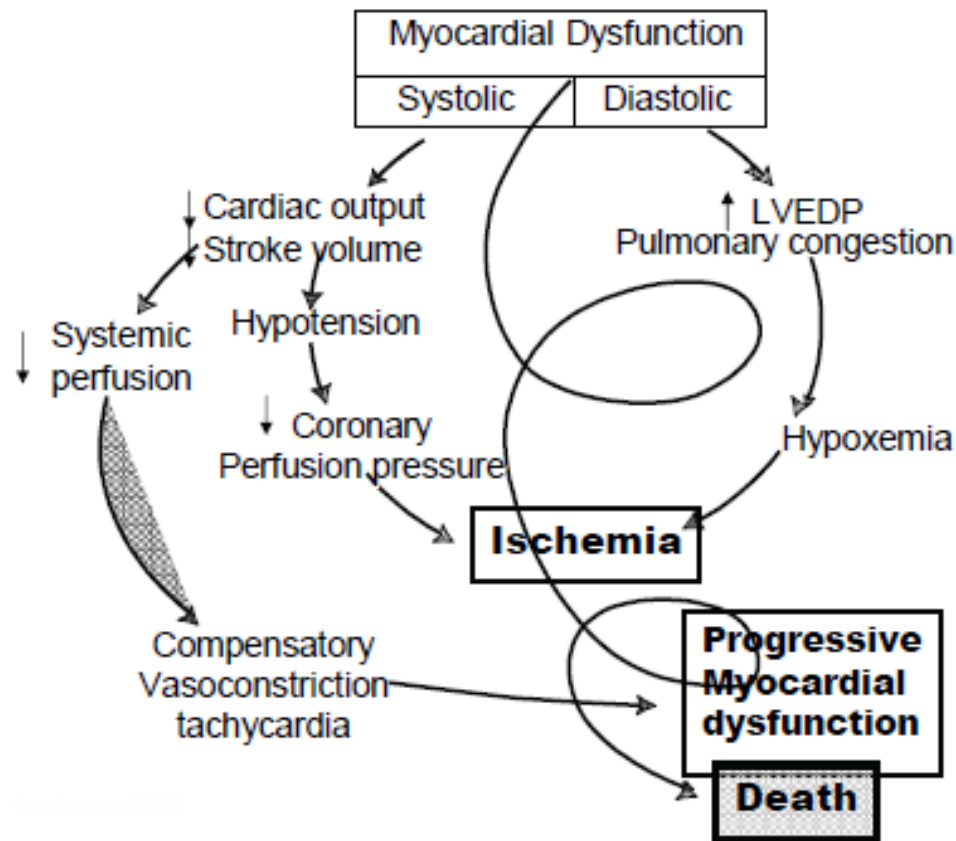 Myocardial Dysfunction
Systolic
Diastolic
↓ Cardiac output
↓ Stroke volume
↑ LVEDP
Pulmonary congestion
↓ Systemic
perfusion
Hypotension
↓ Coronary
Perfusion pressure
Hypoxemia
Ischemia
Compensatory
Vasoconstriction
tachycardia
Progressive
Myocardial
dysfunction
Death